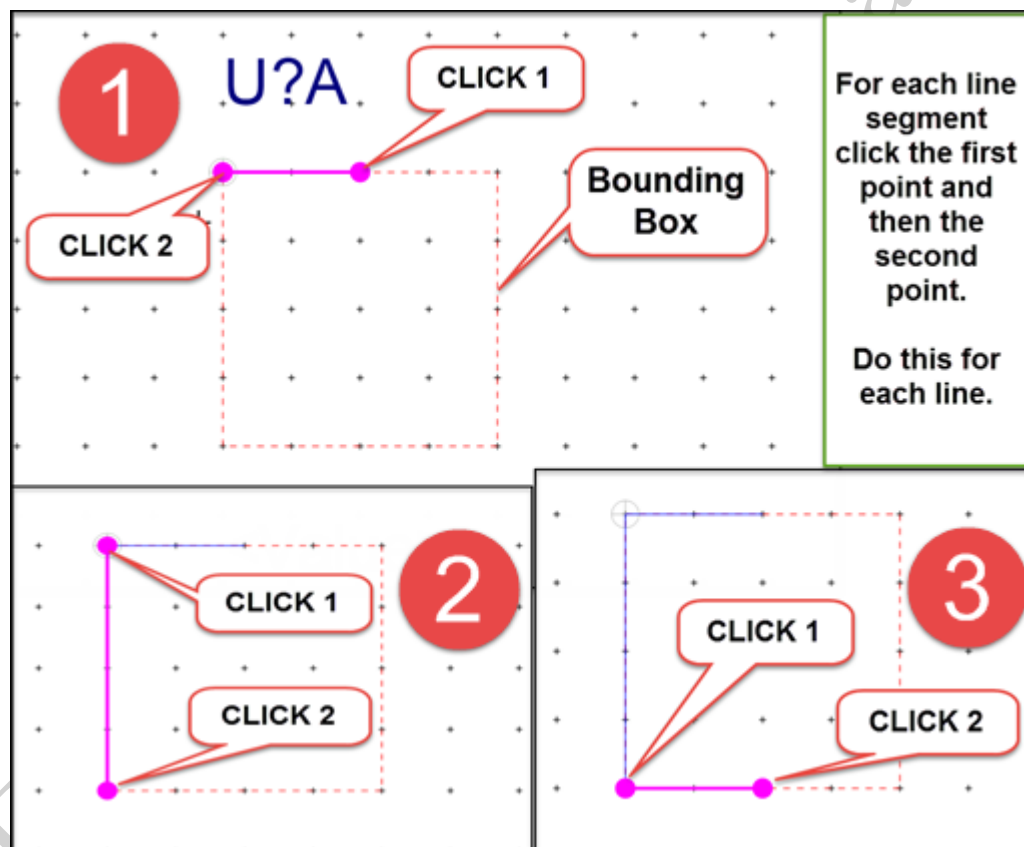 1
U?A
CLICK 1
CLICK 2
Bounding
Box
For each line
segment
click the first
point and
then the
second
point.
Do this for
each line.
2
CLICK 1
CLICK 2
3
CLICK 1
CLICK 2